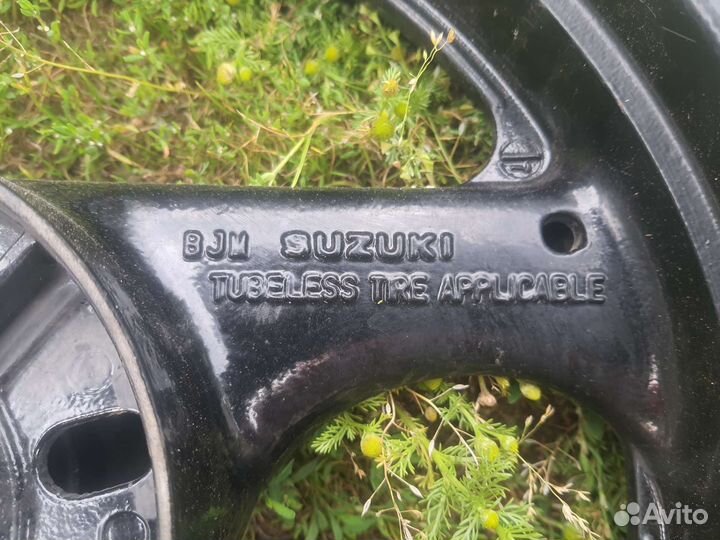 BJM SUZUKI
TUBELESS TIRE APPLICABLE
Avito